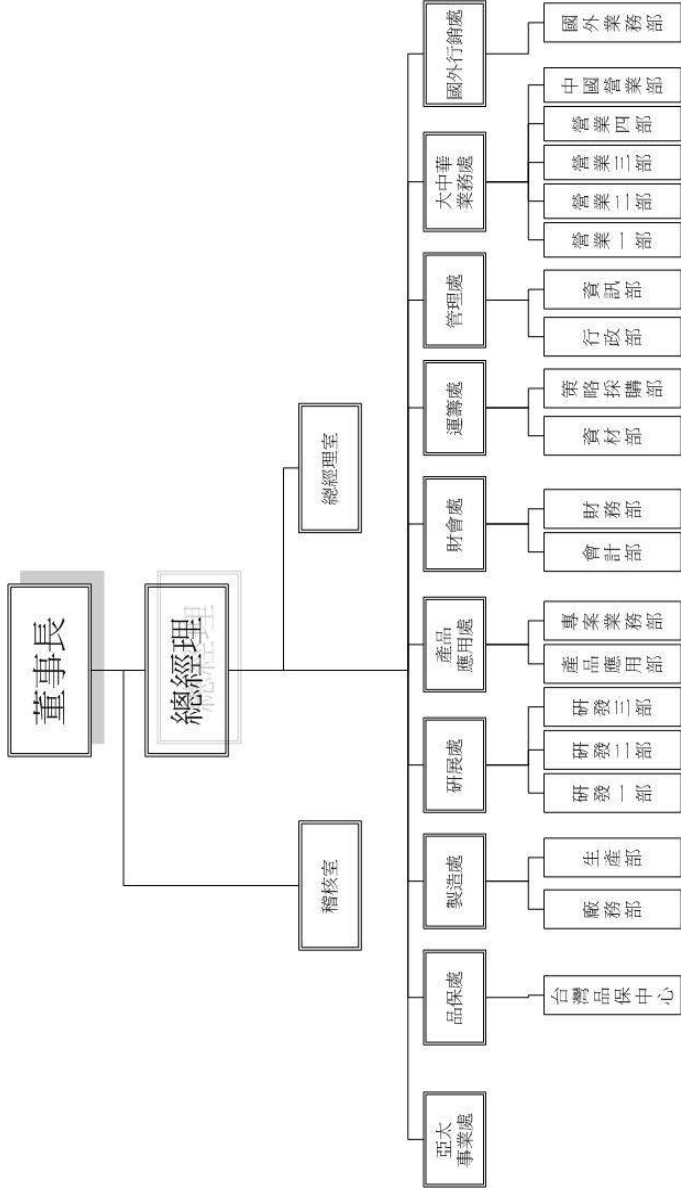 董事長
總經理
稽核室
總經理室
亞太
事業處
品保處
製造處
研展處
產品
應用處
財會處
運籌處
管理處
大中華
業務處
國外行銷處
台灣品保中心
廠務部
生產部
研發一部
研發二部
研發三部
產品應用部
專案業務部
會計部
財務部
資材部
策略採購部
行政部
資訊部
營業一部
營業二部
營業三部
營業四部
中國營業部
國外業務部